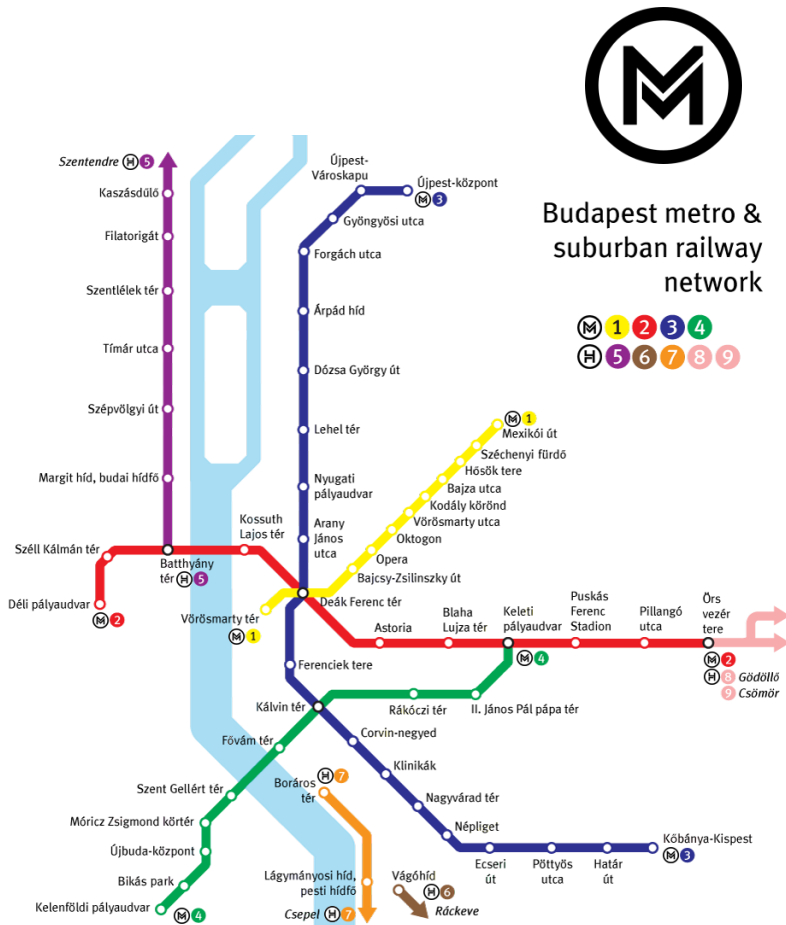 Budapest metro &
suburban railway
network
M 1 2 3 4
H 5 6 7 8 9
Szentendre H 5
Kaszásdűlő
Filatorigát
Szentlélek tér
Tímár utca
Szépvölgyi út
Margit híd, budai hídfő
Újpest-
Városkapu
Újpest-központ
M 3
Gyöngyösi utca
Forgách utca
Árpád híd
Dózsa György út
Lehel tér
Nyugati
pályaudvar
Arany
János
utca
M 1
Mexikói út
Széchenyi fürdő
Hősök tere
Bajza utca
Kodály körönd
Vörösmarty utca
Oktogon
Opera
Bajcsy-Zsilinszky út
Deák Ferenc tér
Vörösmarty tér
M 1
Széll Kálmán tér
Déli pályaudvar
M 2
Batthyány
tér H 5
Kossuth
Lajos tér
Astoria
Blaha
Lujza tér
Keleti
pályaudvar
M 4
Puskás
Ferenc
Stadion
Pillangó
utca
Örs
vezér
tere
M 2
H 8 Gödöllő
9 Csömör
Ferenciek tere
Kálvin tér
Rákóczi tér
II. János Pál pápa tér
Corvin-negyed
Klinikák
Nagyvárad tér
Népliget
Ecseri
út
Pöttyös
utca
Határ
út
Kőbánya-Kispest
M 3
Fővám tér
Szent Gellért tér
Móricz Zsigmond körtér
Újbuda-központ
Bikás park
Kelenföldi pályaudvar
M 4
H 7
Boráros
tér
Lágymányosi híd,
pesti hídfő
Csepel H 7
Vágóhíd
H 6
Ráckeve